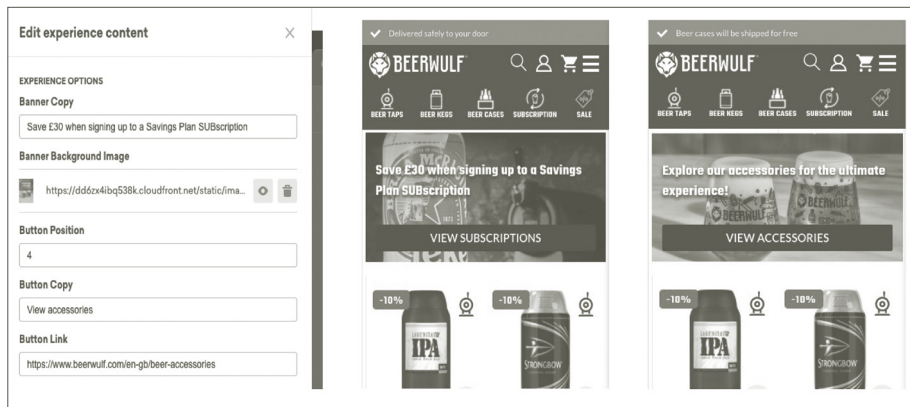 Edit experience content
EXPERIENCE OPTIONS
Banner Copy
Save £30 when signing up to a Savings Plan SUBscription
Banner Background Image
https://dd6zx4ibq538k.cloudfront.net/static/ima...
Button Position
4
Button Copy
View accessories
Button Link
https://www.beerwulf.com/en-gb/beer-accessories
Delivered safely to your door
BEERWULF
BEER TAPS BEER KEGS BEER CASES SUBSCRIPTION SALE
Save £30 when signing up to a Savings
Plan SUBscription
VIEW SUBSCRIPTIONS
-10% -10%
IPA
STRONGBOW
Beer cases will be shipped for free
BEERWULF
BEER TAPS BEER KEGS BEER CASES SUBSCRIPTION SALE
Explore our accessories for the ultimate
experience!
BEERWULF
VIEW ACCESSORIES
-10% -10%
IPA
STRONGBOW